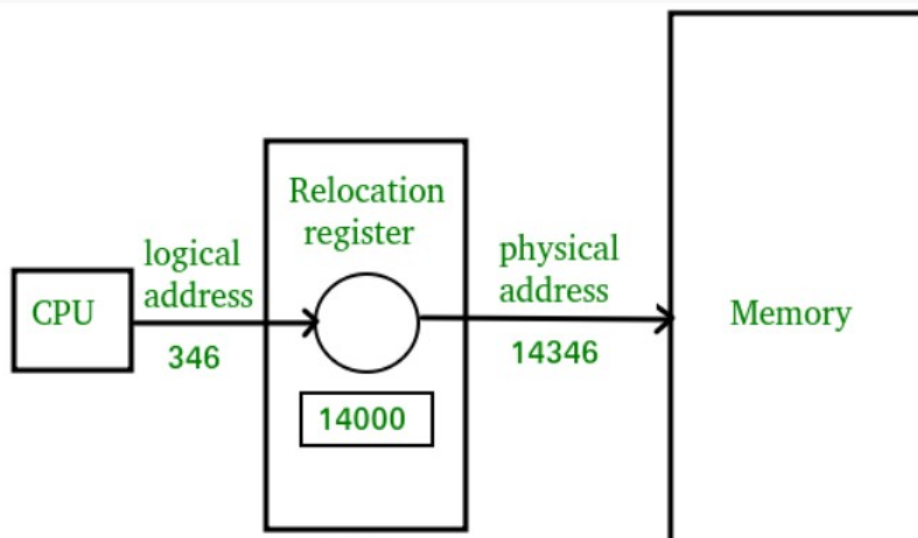 CPU
logical
address
346
Relocation
register
14000
physical
address
14346
Memory